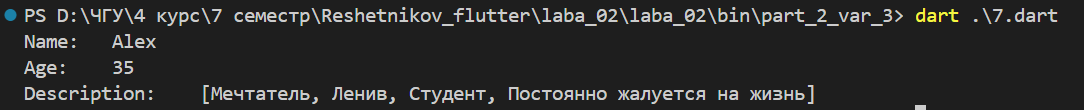 PS D:\ЧГУ\4 курс\7 семестр\Reshetnikov_flutter\laba_02\laba_02\bin\part_2_var_3> dart .\7.dart
Name:   Alex
Age:    35
Description:    [Мечтатель, Ленив, Студент, Постоянно жалуется на жизнь]